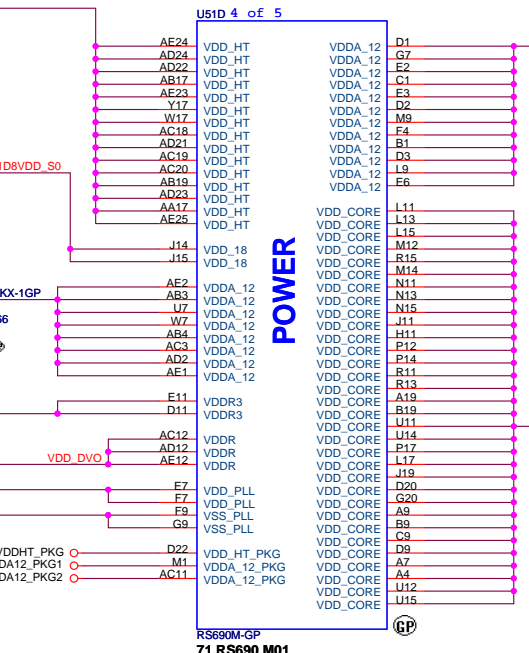 U51D 4 of 5
AE24 VDD_HT VDDA_12 D1
AD24 VDD_HT VDDA_12 G7
AD22 VDD_HT VDDA_12 E2
AB17 VDD_HT VDDA_12 C1
AE23 VDD_HT VDDA_12 E3
Y17 VDD_HT VDDA_12 D2
W17 VDD_HT VDDA_12 M9
AC18 VDD_HT VDDA_12 F4
AD21 VDD_HT VDDA_12 B1
AC19 VDD_HT VDDA_12 D3
1D8VDD_S0 AC20 VDD_HT VDDA_12 L9
AB19 VDD_HT VDDA_12 E6
AD23 VDD_HT
AA17 VDD_HT VDD_CORE L11
AE25 VDD_HT VDD_CORE L13
VDD_CORE L15
J14 VDD_18 VDD_CORE M12
J15 VDD_18 VDD_CORE R15
VDD_CORE M14
AE2 VDDA_12 VDD_CORE N11
KX-1GP AB3 VDDA_12 VDD_CORE N13
U7 VDDA_12 VDD_CORE N15
W7 VDDA_12 VDD_CORE J11
AB4 VDDA_12 VDD_CORE H11
AC3 VDDA_12 VDD_CORE P12
AD2 VDDA_12 VDD_CORE P14
AE1 VDDA_12 VDD_CORE R11
VDD_CORE R13
E11 VDDR3 VDD_CORE A19
D11 VDDR3 VDD_CORE B19
VDD_CORE U11
AC12 VDDR VDD_CORE U14
AD12 VDDR VDD_CORE P17
VDD_DVO AE12 VDDR VDD_CORE L17
VDD_CORE J19
E7 VDD_PLL VDD_CORE D20
F7 VDD_PLL VDD_CORE G20
F9 VSS_PLL VDD_CORE A9
G9 VSS_PLL VDD_CORE B9
VDD_CORE C9
VDDHT_PKG D22 VDD_HT_PKG VDD_CORE D9
DA12_PKG1 M1 VDDA_12_PKG VDD_CORE A7
DA12_PKG2 AC11 VDDA_12_PKG VDD_CORE A4
VDD_CORE U12
VDD_CORE U15
POWER
GP
RS690M-GP
71.RS690.M01